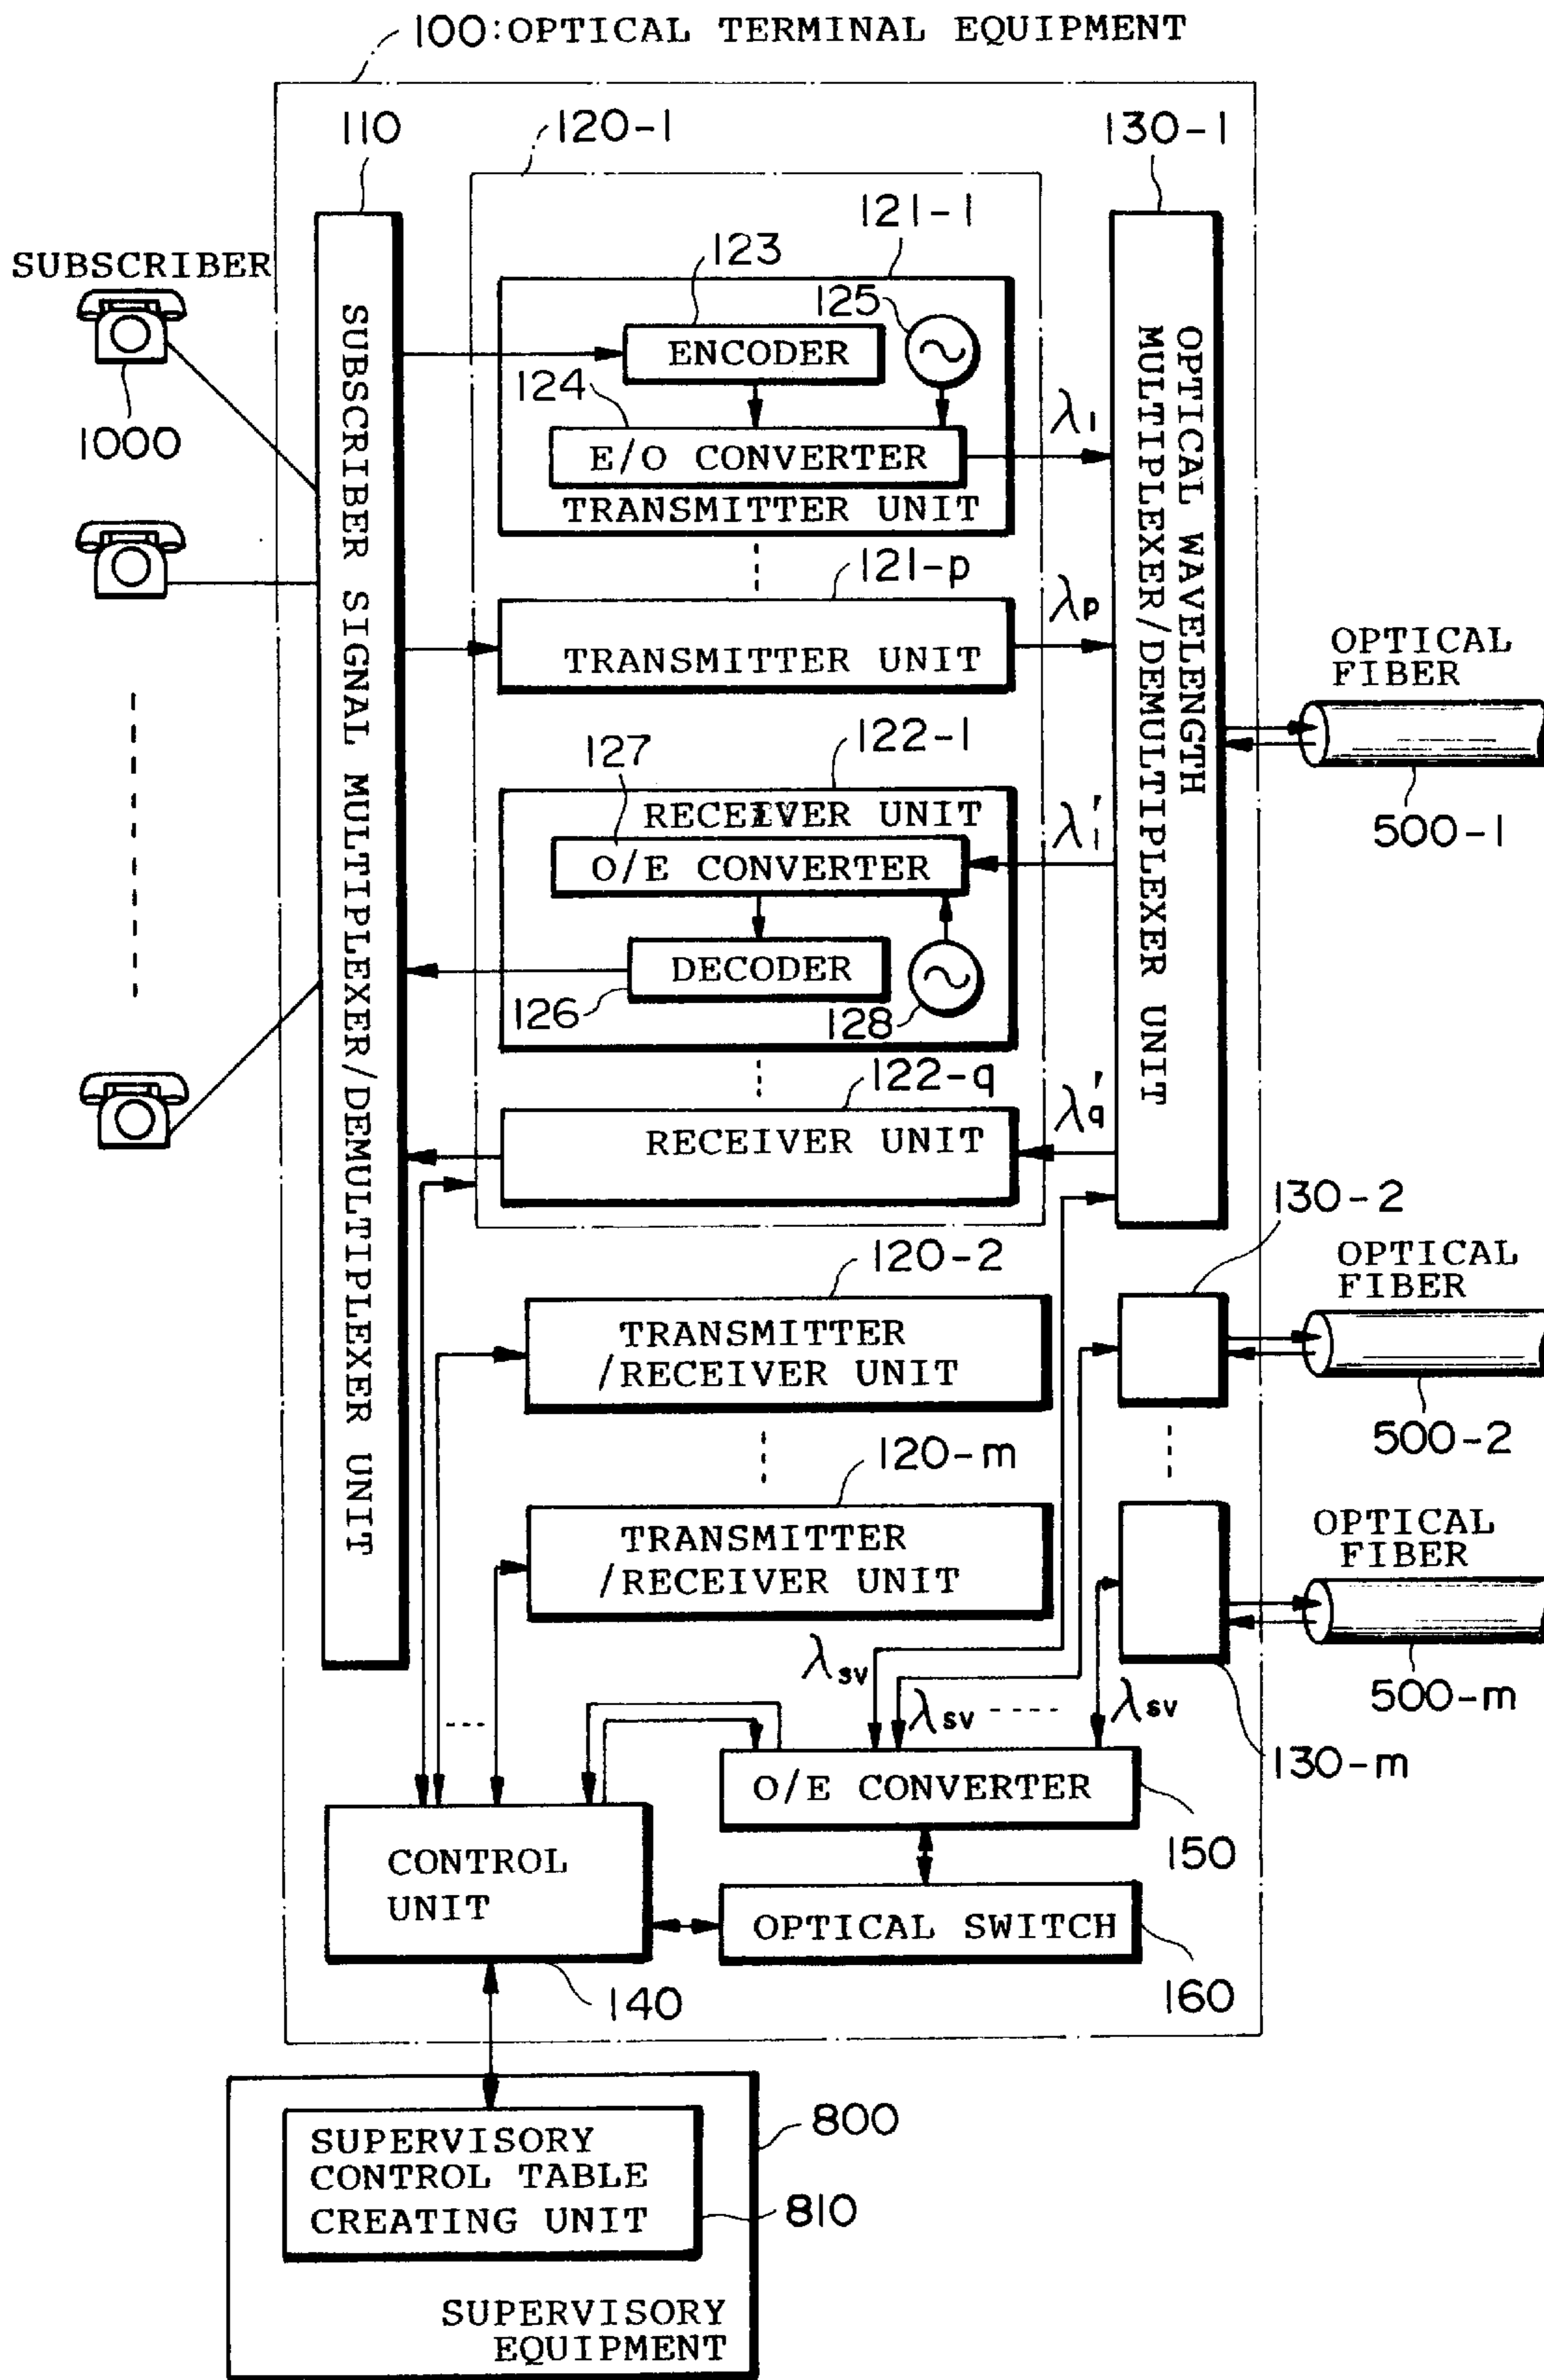 100:OPTICAL TERMINAL EQUIPMENT
110
120-1
130-1
121-1
SUBSCRIBER
123
125
ENCODER
124
1000
E/O CONVERTER
TRANSMITTER UNIT
λ1
SUBSCRIBER SIGNAL MULTIPLEXER/DEMULTIPLEXER UNIT
OPTICAL WAVELENGTH
MULTIPLEXER/DEMULTIPLEXER UNIT
121-p
λp
TRANSMITTER UNIT
OPTICAL
FIBER
500-1
122-1
127
RECEIVER UNIT
λ1'
O/E CONVERTER
DECODER
126
128
122-q
λq'
RECEIVER UNIT
130-2
120-2
OPTICAL
FIBER
TRANSMITTER
/RECEIVER UNIT
500-2
120-m
TRANSMITTER
/RECEIVER UNIT
OPTICAL
FIBER
500-m
λsv
λsv
λsv
130-m
O/E CONVERTER
150
CONTROL
UNIT
OPTICAL SWITCH
140
160
800
SUPERVISORY
CONTROL TABLE
CREATING UNIT
810
SUPERVISORY
EQUIPMENT